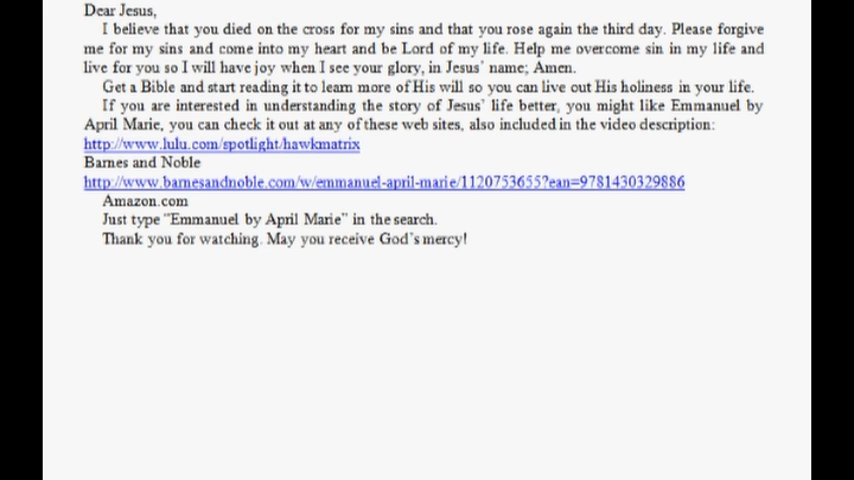 Dear Jesus,
I believe that you died on the cross for my sins and that you rose again the third day. Please forgive
me for my sins and come into my heart and be Lord of my life. Help me overcome sin in my life and
live for you so I will have joy when I see your glory, in Jesus' name; Amen.
Get a Bible and start reading it to learn more of His will so you can live out His holiness in your life.
If you are interested in understanding the story of Jesus' life better, you might like Emmanuel by
April Marie, you can check it out at any of these web sites, also included in the video description:
http://www.lulu.com/spotlight/hawkmatrix
Barnes and Noble
http://www.barnesandnoble.com/w/emmanuel-april-marie/1120753655?ean=9781430329886
Amazon.com
Just type "Emmanuel by April Marie" in the search.
Thank you for watching. May you receive God's mercy!